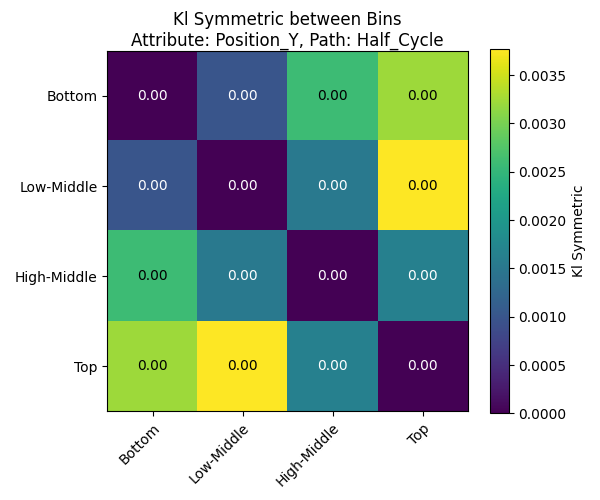 Kl Symmetric between Bins
Attribute: Position_Y, Path: Half_Cycle
Bottom 0.00 0.00 0.00 0.00
Low-Middle 0.00 0.00 0.00 0.00
High-Middle 0.00 0.00 0.00 0.00
Top 0.00 0.00 0.00 0.00
Bottom Low-Middle High-Middle Top
0.0035
0.0030
0.0025
0.0020
0.0015
0.0010
0.0005
0.0000
Kl Symmetric